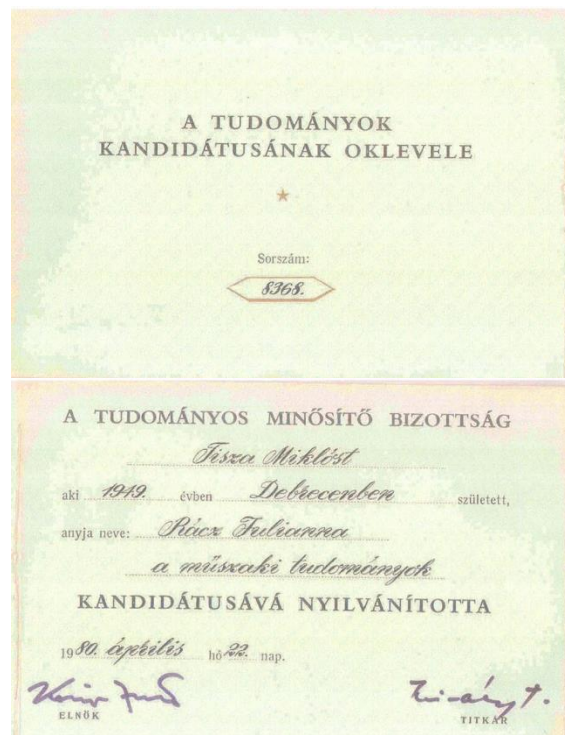 A TUDOMÁNYOK
KANDIDÁTUSÁNAK OKLEVELE
Sorszám:
8368.
A TUDOMÁNYOS MINŐSÍTŐ BIZOTTSÁG
Tisza Miklóst
aki 1949. évben Debrecenben született,
anyja neve: Rácz Julianna
a műszaki tudományok
KANDIDÁTUSÁVÁ NYILVÁNÍTOTTA
1980. április hó 22. nap.
ELNÖK
TITKÁR